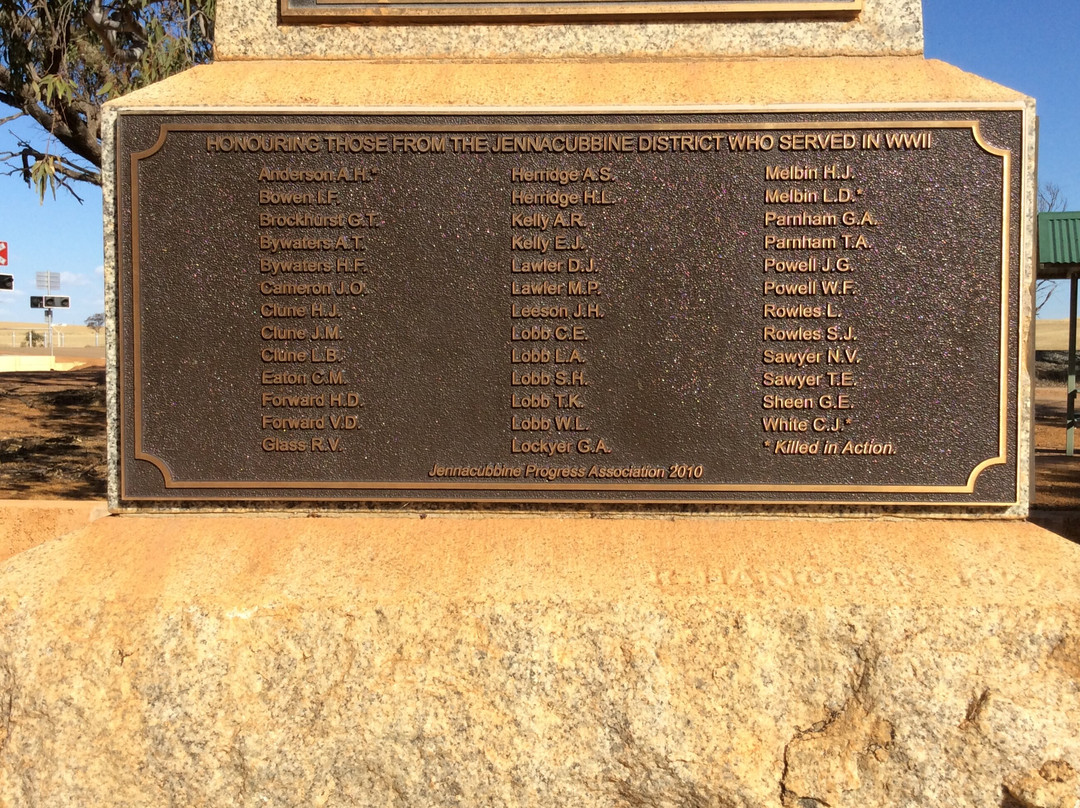 HONOURING THOSE FROM THE JENNACUBBINE DISTRICT WHO SERVED IN WWII
Anderson A.H.*
Bowen I.F.
Brockhurst G.T.
Bywaters A.T.
Bywaters H.F.
Cameron J.O.
Clune H.J.
Clune J.M.
Clune L.B.
Eaton C.M.
Forward H.D.
Forward V.D.
Glass R.V.
Herridge A.S.
Herridge H.L.
Kelly A.R.
Kelly E.J.
Lawler D.J.
Lawler M.P.
Leeson J.H.
Lobb C.E.
Lobb L.A.
Lobb S.H.
Lobb T.K.
Lobb W.L.
Lockyer G.A.
Melbin H.J.
Melbin L.D.*
Parnham G.A.
Parnham T.A.
Powell J.G.
Powell W.F.
Rowles L.
Rowles S.J.
Sawyer N.V.
Sawyer T.E.
Sheen G.E.
White C.J.*
* Killed in Action.
Jennacubbine Progress Association 2010